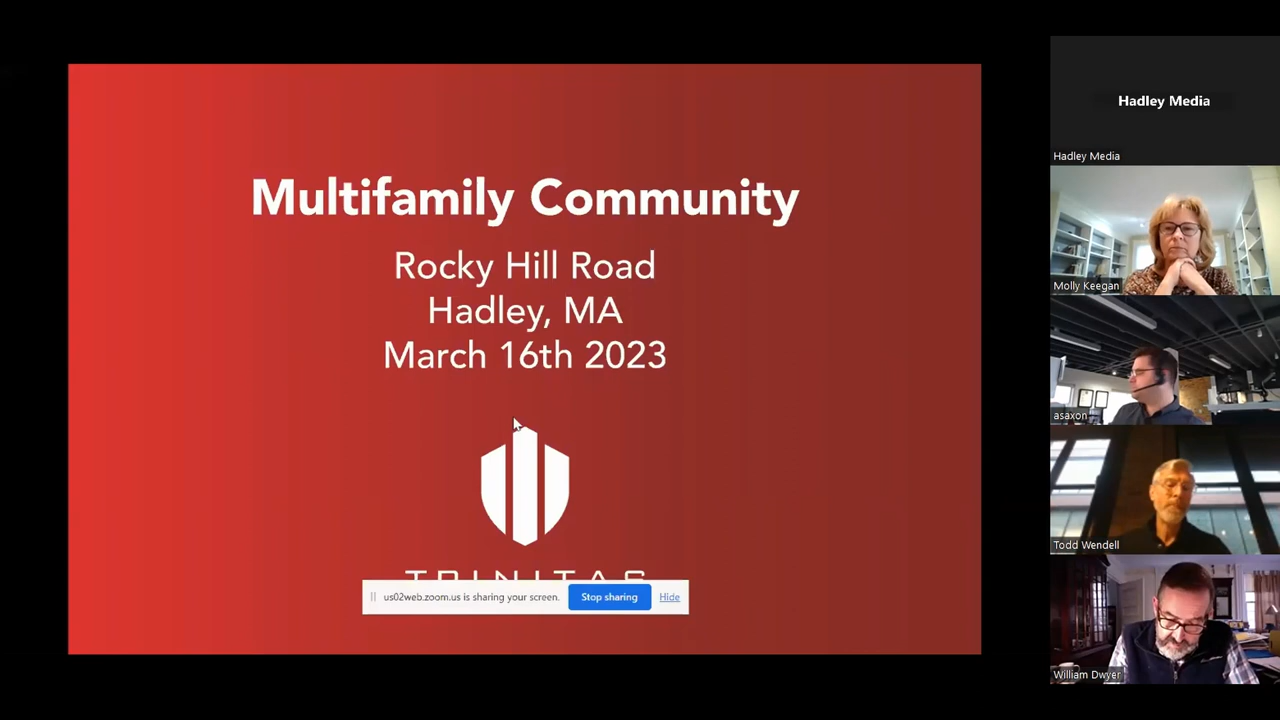 Multifamily Community
Rocky Hill Road
Hadley, MA
March 16th 2023
TRINITAS
us02web.zoom.us is sharing your screen.
Stop sharing
Hide
Hadley Media
Hadley Media
Molly Keegan
asaxon
Todd Wendell
William Dwyer